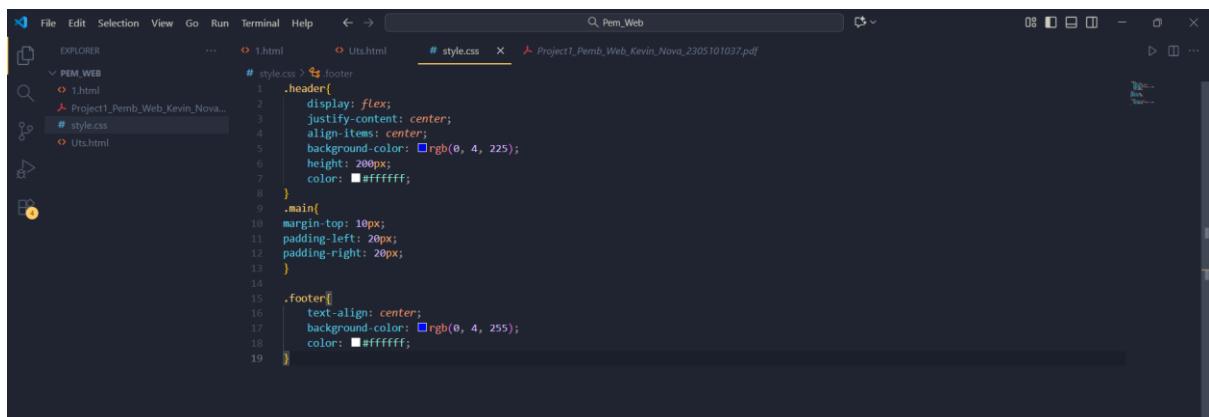 File Edit Selection View Go Run Terminal Help
Pem_Web
EXPLORER
1.html
Uts.html
# style.css
Project1_Pemb_Web_Kevin_Nova_2305101037.pdf
PEM_WEB
1.html
Project1_Pemb_Web_Kevin_Nova...
# style.css
Uts.html
4
# style.css > .footer
1 .header{
2 display: flex;
3 justify-content: center;
4 align-items: center;
5 background-color: rgb(0, 4, 225);
6 height: 200px;
7 color: #ffffff;
8 }
9 .main{
10 margin-top: 10px;
11 padding-left: 20px;
12 padding-right: 20px;
13 }
14
15 .footer{
16 text-align: center;
17 background-color: rgb(0, 4, 255);
18 color: #ffffff;
19 }